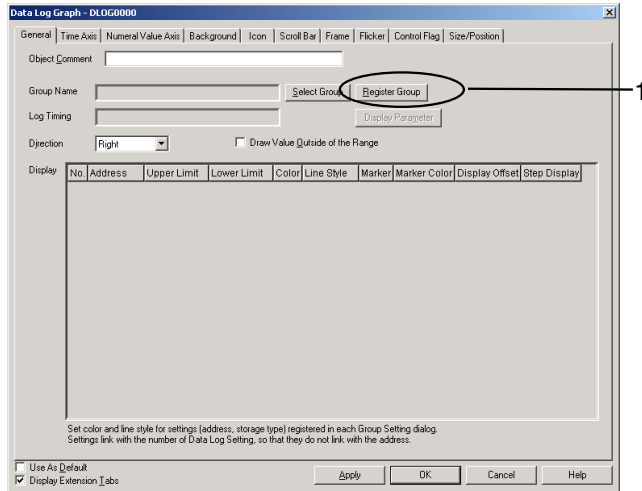 Data Log Graph - DLOG0000
General Time Axis Numeral Value Axis Background Icon Scroll Bar Frame Flicker Control Flag Size/Position
Object Comment
Group Name Select Group Register Group 1
Log Timing Display Parameter
Direction Right Draw Value Outside of the Range
Display No. Address Upper Limit Lower Limit Color Line Style Marker Marker Color Display Offset Step Display
Set color and line style for settings (address, storage type) registered in each Group Setting dialog.
Settings link with the number of Data Log Setting, so that they do not link with the address.
Use As Default
Display Extension Tabs Apply OK Cancel Help